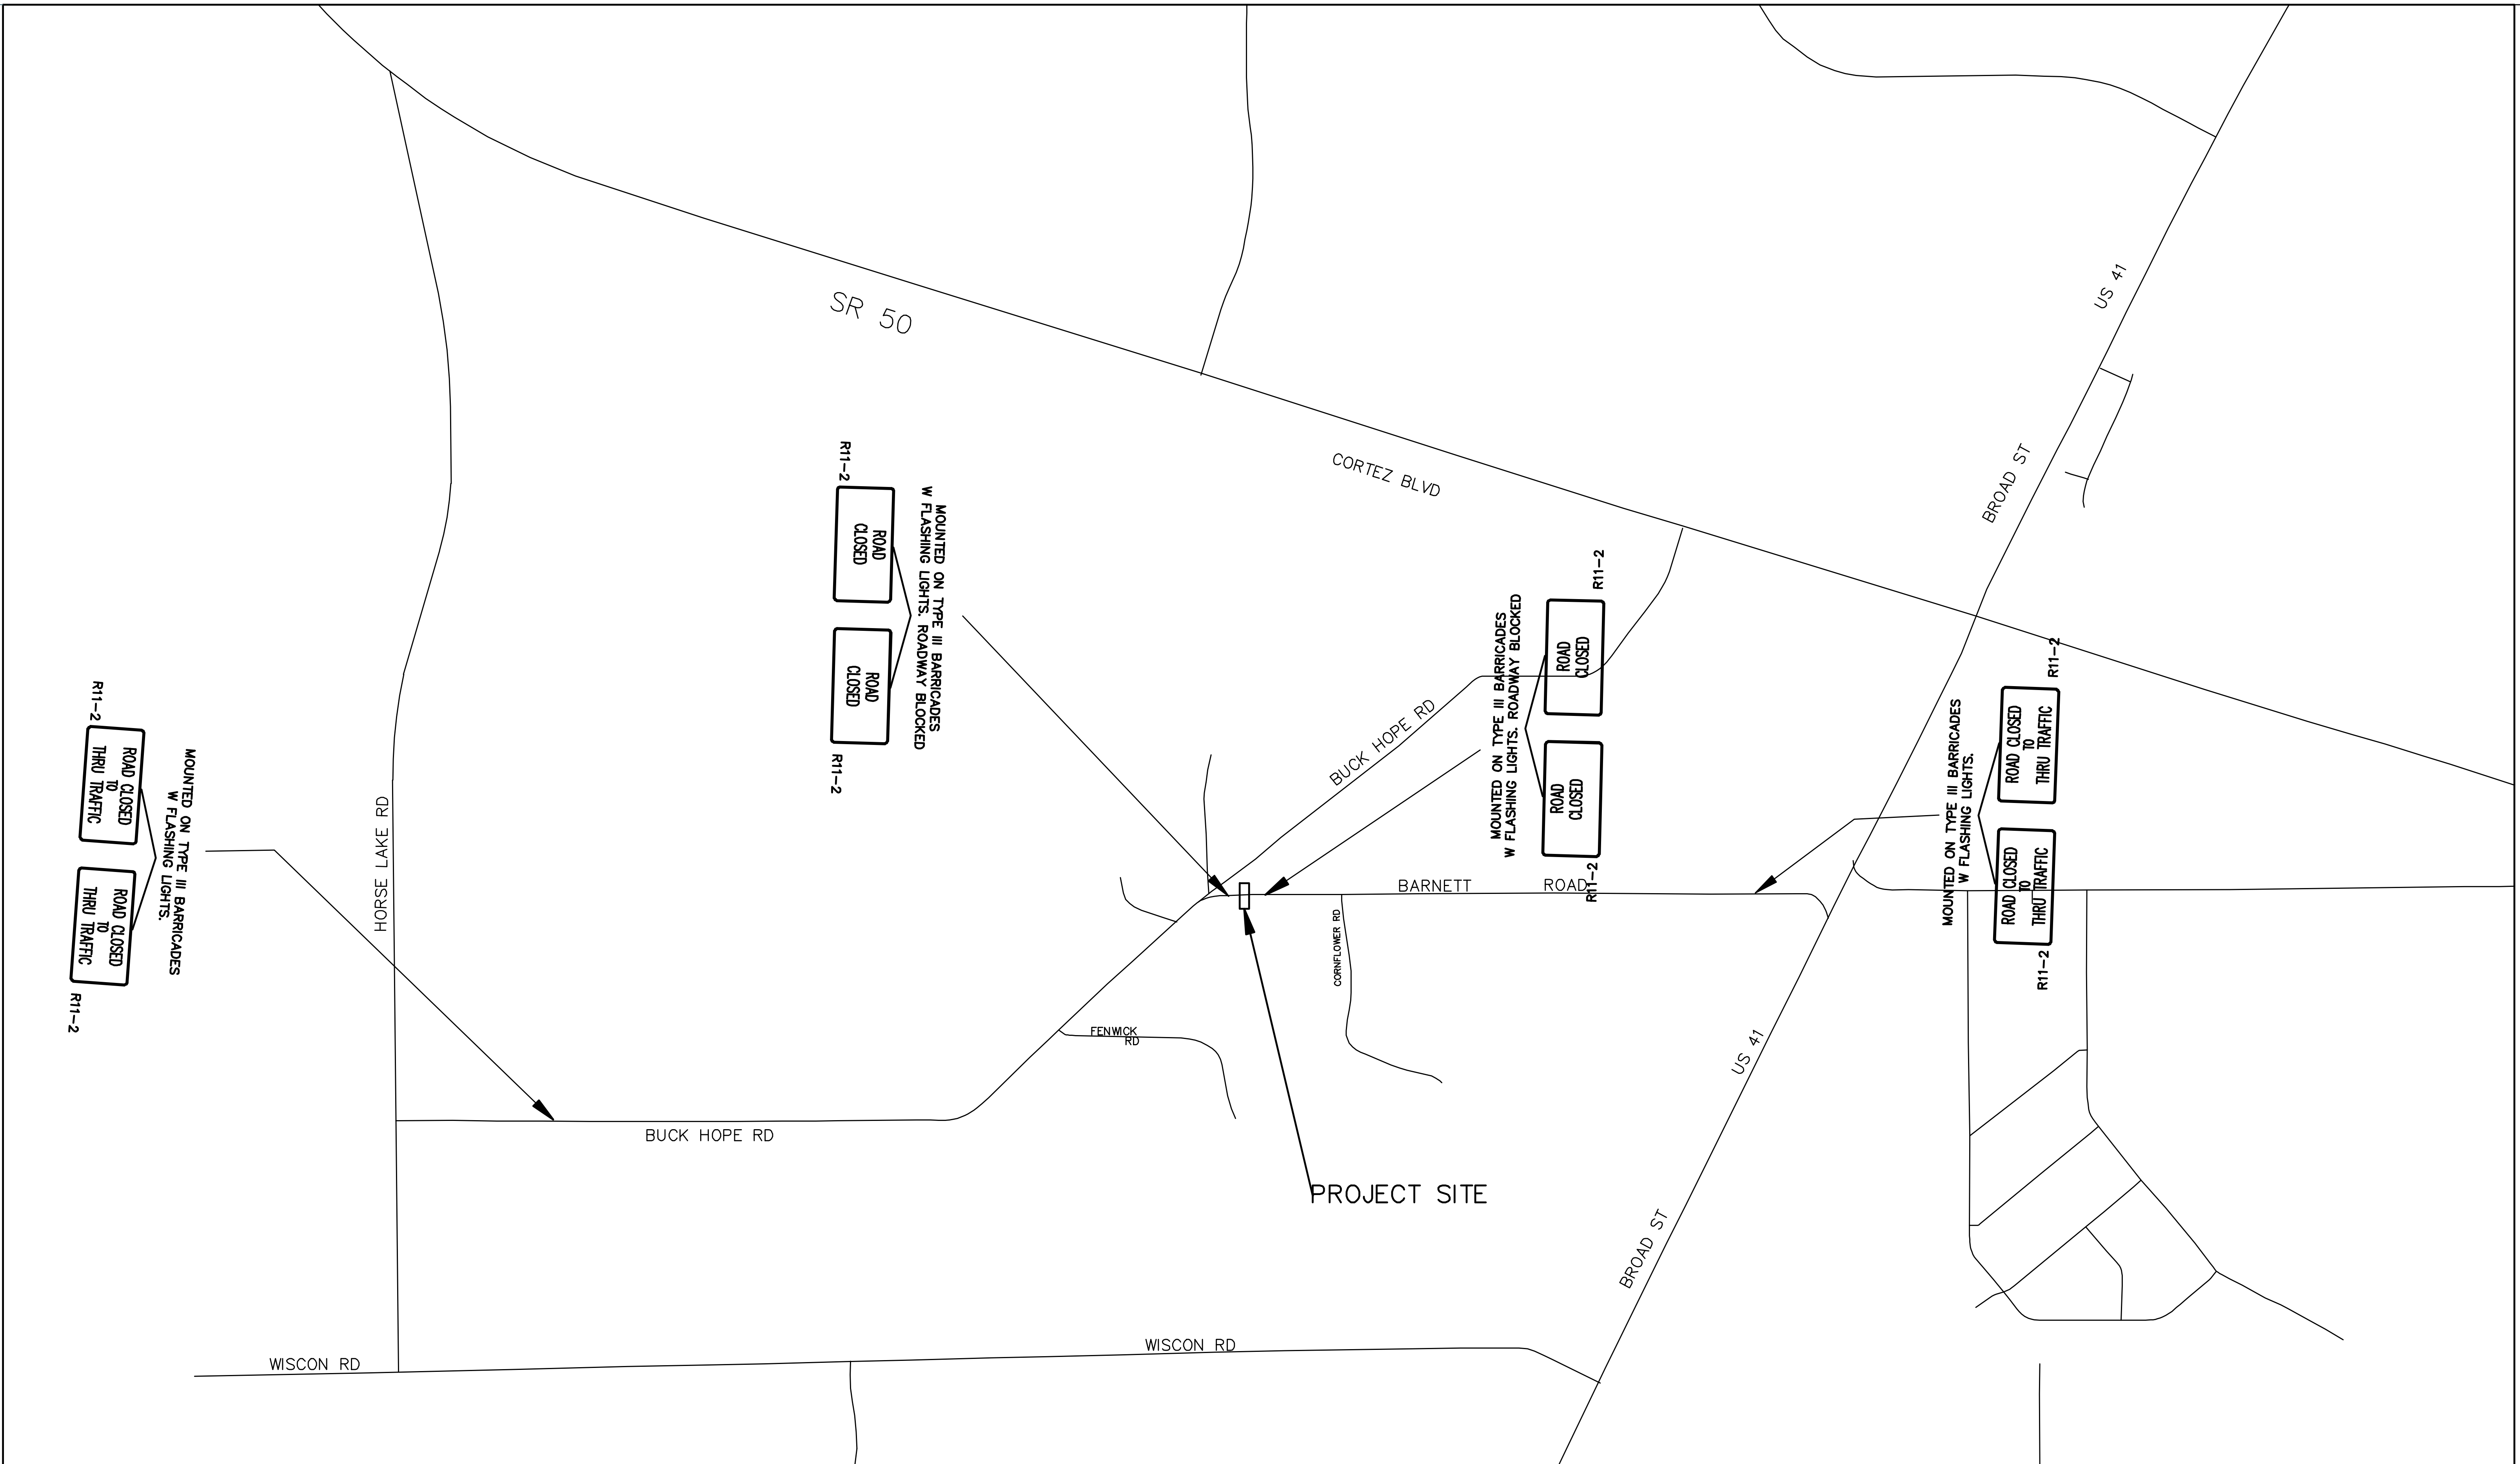 SR 50
CORTEZ BLVD
US 41
BROAD ST
R11-2
ROAD
CLOSED
ROAD
CLOSED
R11-2
MOUNTED ON TYPE III BARRICADES
W FLASHING LIGHTS. ROADWAY BLOCKED
R11-2
ROAD
CLOSED
ROAD
CLOSED
R11-2
MOUNTED ON TYPE III BARRICADES
W FLASHING LIGHTS. ROADWAY BLOCKED
R11-2
ROAD CLOSED
TO
THRU TRAFFIC
ROAD CLOSED
TO
THRU TRAFFIC
R11-2
MOUNTED ON TYPE III BARRICADES
W FLASHING LIGHTS.
R11-2
ROAD CLOSED
TO
THRU TRAFFIC
ROAD CLOSED
TO
THRU TRAFFIC
R11-2
MOUNTED ON TYPE III BARRICADES
W FLASHING LIGHTS.
HORSE LAKE RD
BUCK HOPE RD
BARNETT ROAD
CORNFLOWER RD
FENWICK
RD
US 41
BUCK HOPE RD
PROJECT SITE
BROAD ST
WISCON RD
WISCON RD